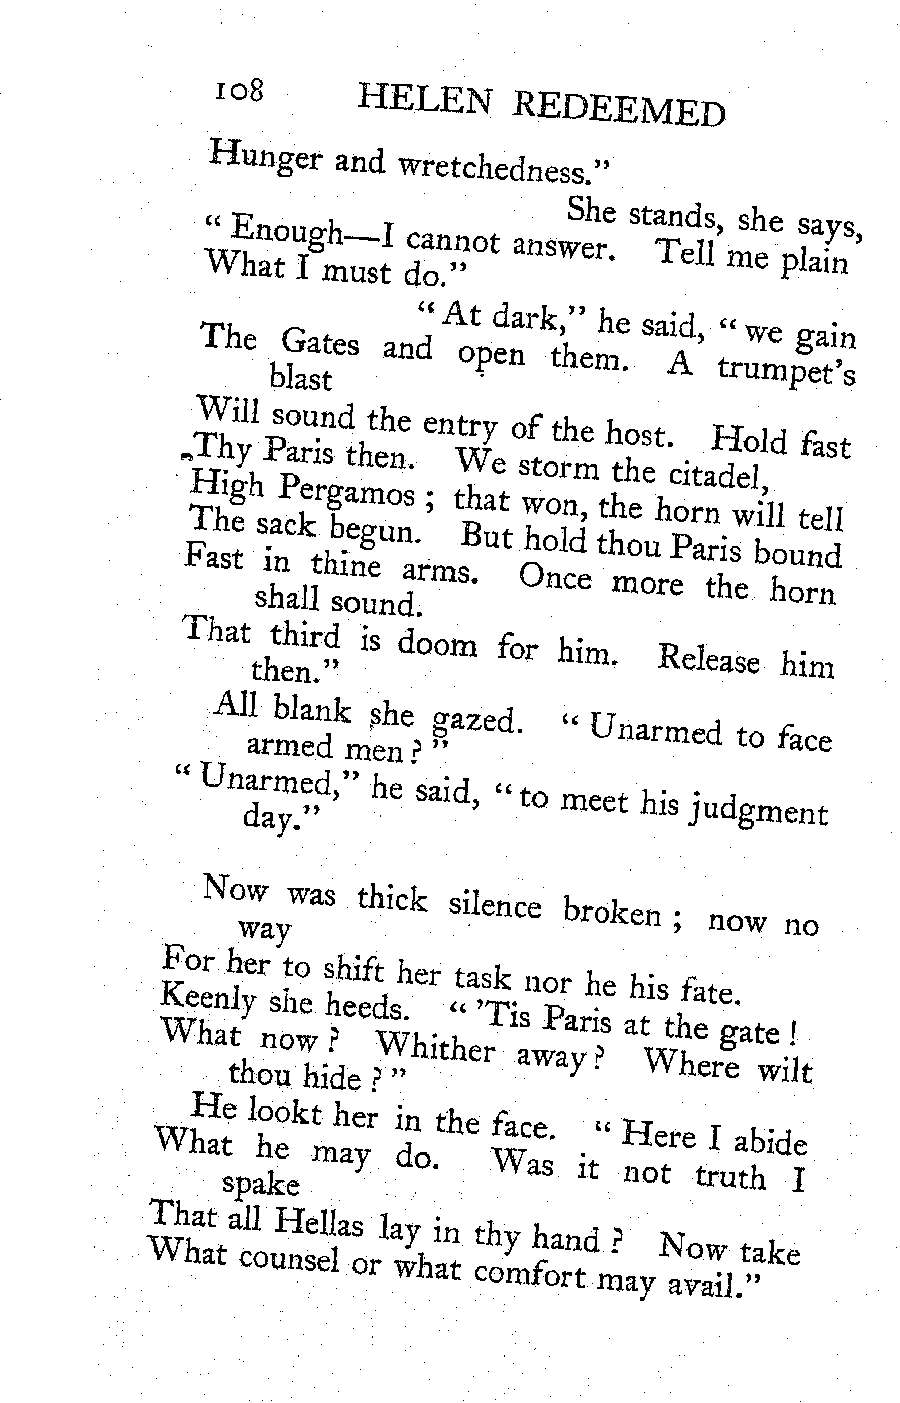 108 HELEN REDEEMED
Hunger and wretchedness.”
She stands, she says,
“ Enough—I cannot answer. Tell me plain
What I must do.”
“ At dark,” he said, “ we gain
The Gates and open them. A trumpet’s
blast
Will sound the entry of the host. Hold fast
Thy Paris then. We storm the citadel,
High Pergamos ; that won, the horn will tell
The sack begun. But hold thou Paris bound
Fast in thine arms. Once more the horn
shall sound.
That third is doom for him. Release him
then.”
All blank she gazed. “ Unarmed to face
armed men ? ”
“ Unarmed,” he said, “ to meet his judgment
day.”
Now was thick silence broken ; now no
way
For her to shift her task nor he his fate.
Keenly she heeds. “ ’Tis Paris at the gate !
What now ? Whither away ? Where wilt
thou hide ? ”
He lookt her in the face. “ Here I abide
What he may do. Was it not truth I
spake
That all Hellas lay in thy hand ? Now take
What counsel or what comfort may avail.”